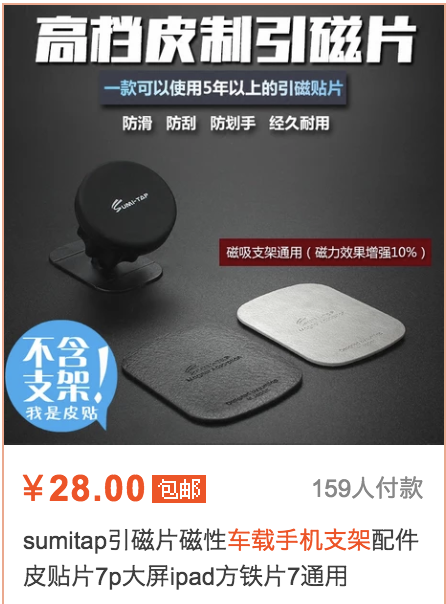 高档皮制引磁片
一款可以使用5年以上的引磁贴片
防滑 防刮 防划手 经久耐用
SUMI-TAP
磁吸支架通用（磁力效果增强10%）
不含
支架！
我是皮贴
¥28.00 包邮 159人付款
sumitap引磁片磁性车载手机支架配件
皮贴片7p大屏ipad方铁片7通用